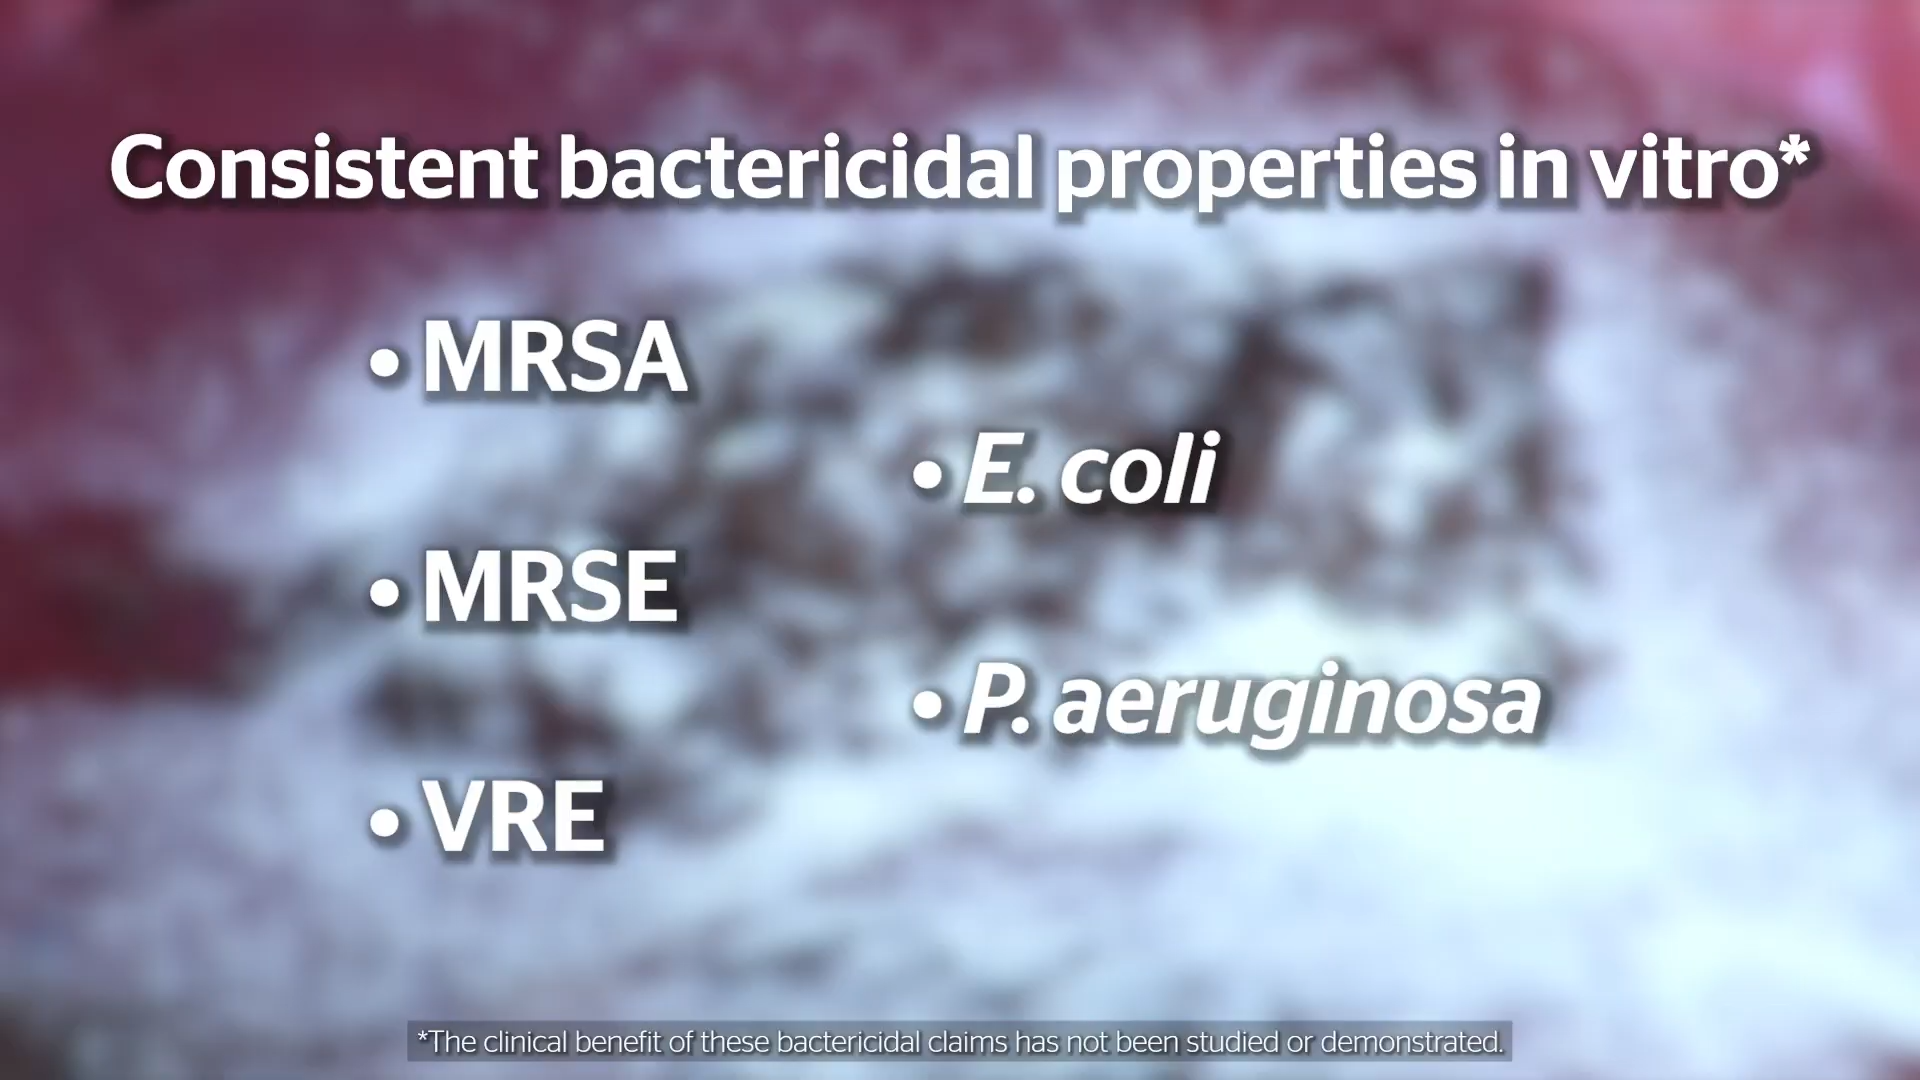 Consistent bactericidal properties in vitro*
• MRSA
• MRSE
• VRE
• E. coli
• P. aeruginosa
*The clinical benefit of these bactericidal claims has not been studied or demonstrated.